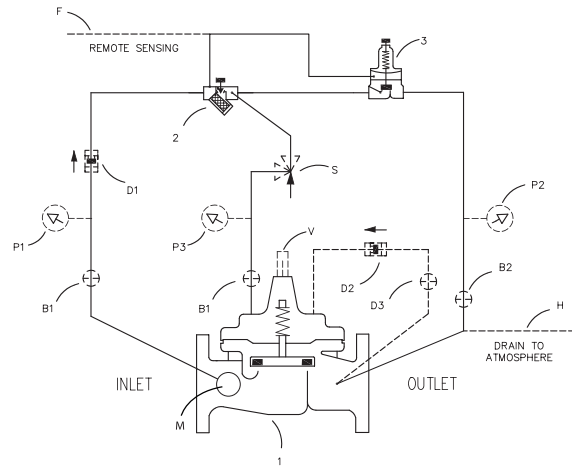 F
REMOTE SENSING
3
2
S
D1
P1
P3
P2
V
D2
D3
B1
B1
B2
H
DRAIN TO
ATMOSPHERE
INLET
OUTLET
M
1